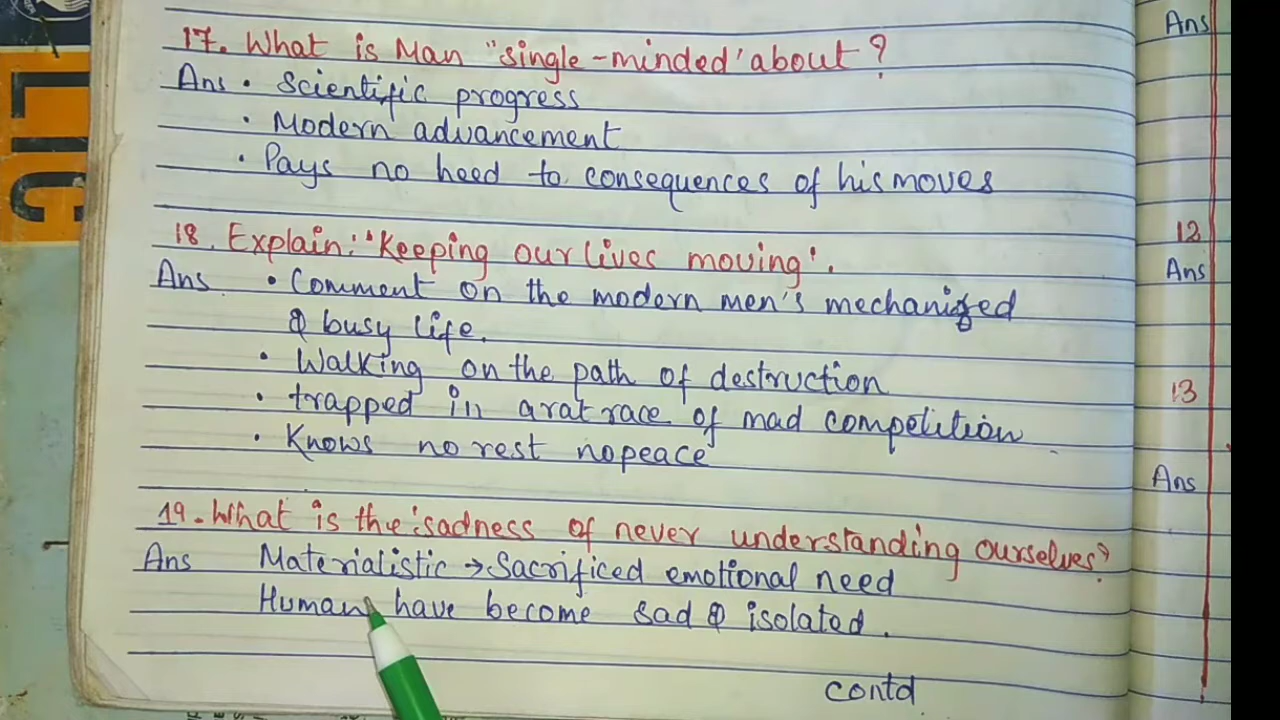 17. What is Man "single-minded' about?
Ans • Scientific progress
• Modern advancement
• Pays no heed to consequences of his moves
18. Explain: 'Keeping our lives moving'.
Ans • Comment on the modern men's mechanized
& busy life.
• Walking on the path of destruction
• trapped in a rat race of mad competition
• Knows no rest no peace
19. What is the 'sadness of never understanding ourselves'?
Ans Materialistic → Sacrificed emotional need
Human have become sad & isolated.
contd
Ans
12
Ans
13
Ans
LIC